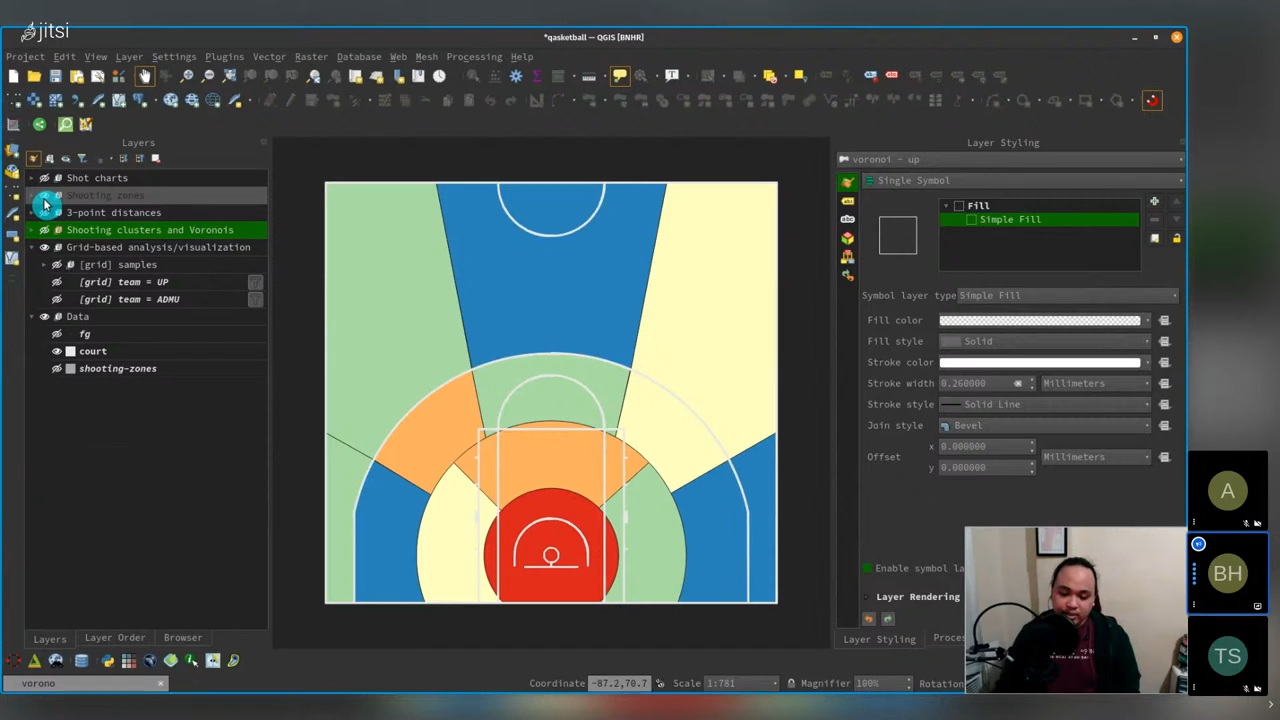 jitsi
*qasketball — QGIS [BNHR]
Project Edit View Layer Settings Plugins Vector Raster Database Web Mesh Processing Help
Layers
Layer Styling
voronoi - up
Shot charts
Single Symbol
Shooting zones
Fill
3-point distances
Simple Fill
Shooting clusters and Voronois
Grid-based analysis/visualization
[grid] samples
[grid] team = UP
[grid] team = ADMU
Symbol layer type Simple Fill
Data
Fill color
fg
Fill style Solid
court
Stroke color
shooting-zones
Stroke width 0.260000 Millimeters
Stroke style Solid Line
Join style Bevel
x 0.000000
Offset Millimeters
y 0.000000
A
Enable symbol la
BH
Layer Rendering
Layers Layer Order Browser
Layer Styling Proces
TS
vorono
Coordinate -87.2,70.7 Scale 1:781 Magnifier 100% Rotation